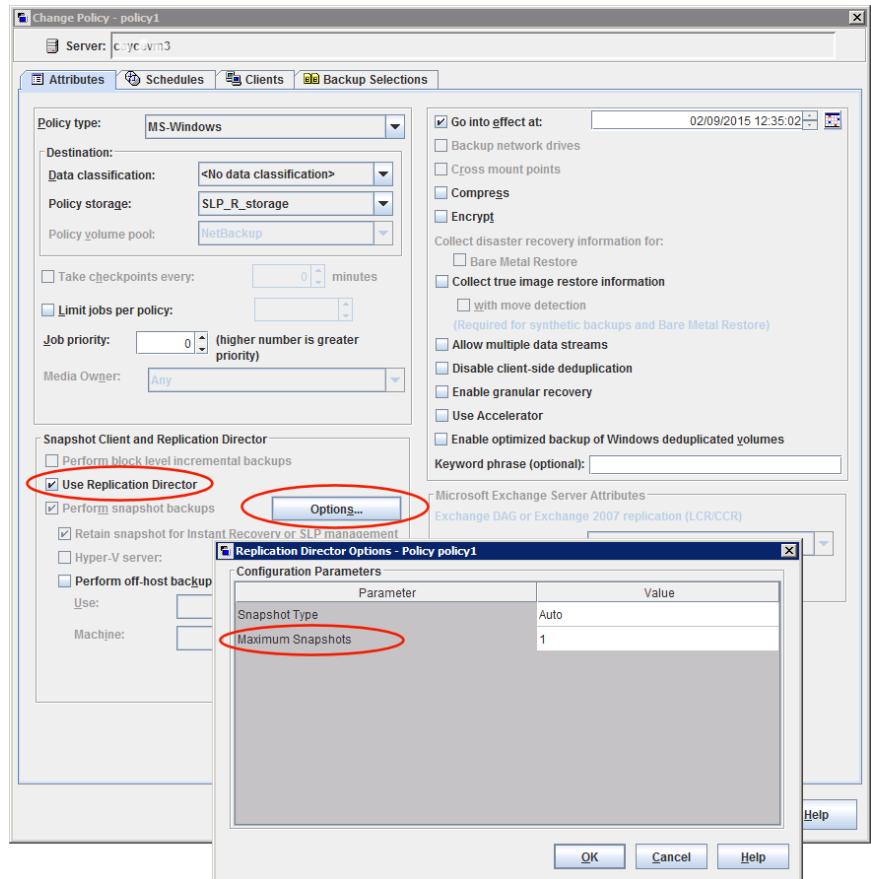 Change Policy - policy1
Server:
Attributes
Schedules
Clients
Backup Selections
Policy type:
MS-Windows
Destination:
Data classification:
<No data classification>
Policy storage:
SLP_R_storage
Policy volume pool:
NetBackup
Take checkpoints every:
0
minutes
Limit jobs per policy:
Job priority:
0
(higher number is greater
priority)
Media Owner:
Any
Snapshot Client and Replication Director
Perform block level incremental backups
Use Replication Director
Perform snapshot backups
Options...
Retain snapshot for Instant Recovery or SLP management
Hyper-V server:
Perform off-host backup
Use:
Machine:
Go into effect at:
02/09/2015 12:35:02
Backup network drives
Cross mount points
Compress
Encrypt
Collect disaster recovery information for:
Bare Metal Restore
Collect true image restore information
with move detection
(Required for synthetic backups and Bare Metal Restore)
Allow multiple data streams
Disable client-side deduplication
Enable granular recovery
Use Accelerator
Enable optimized backup of Windows deduplicated volumes
Keyword phrase (optional):
Microsoft Exchange Server Attributes
Exchange DAG or Exchange 2007 replication (LCR/CCR)
Help
Replication Director Options - Policy policy1
Configuration Parameters
Parameter
Value
Snapshot Type
Auto
Maximum Snapshots
1
OK
Cancel
Help